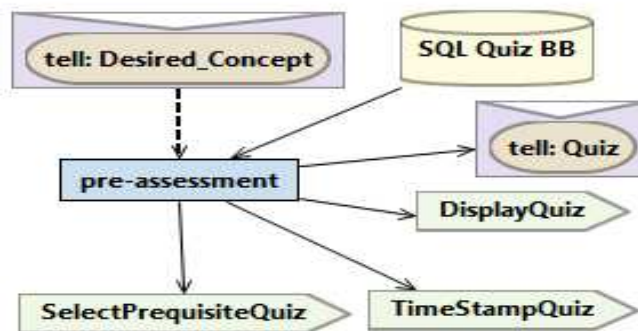 tell: Desired_Concept
SQL Quiz BB
tell: Quiz
pre-assessment
DisplayQuiz
SelectPrequisiteQuiz
TimeStampQuiz